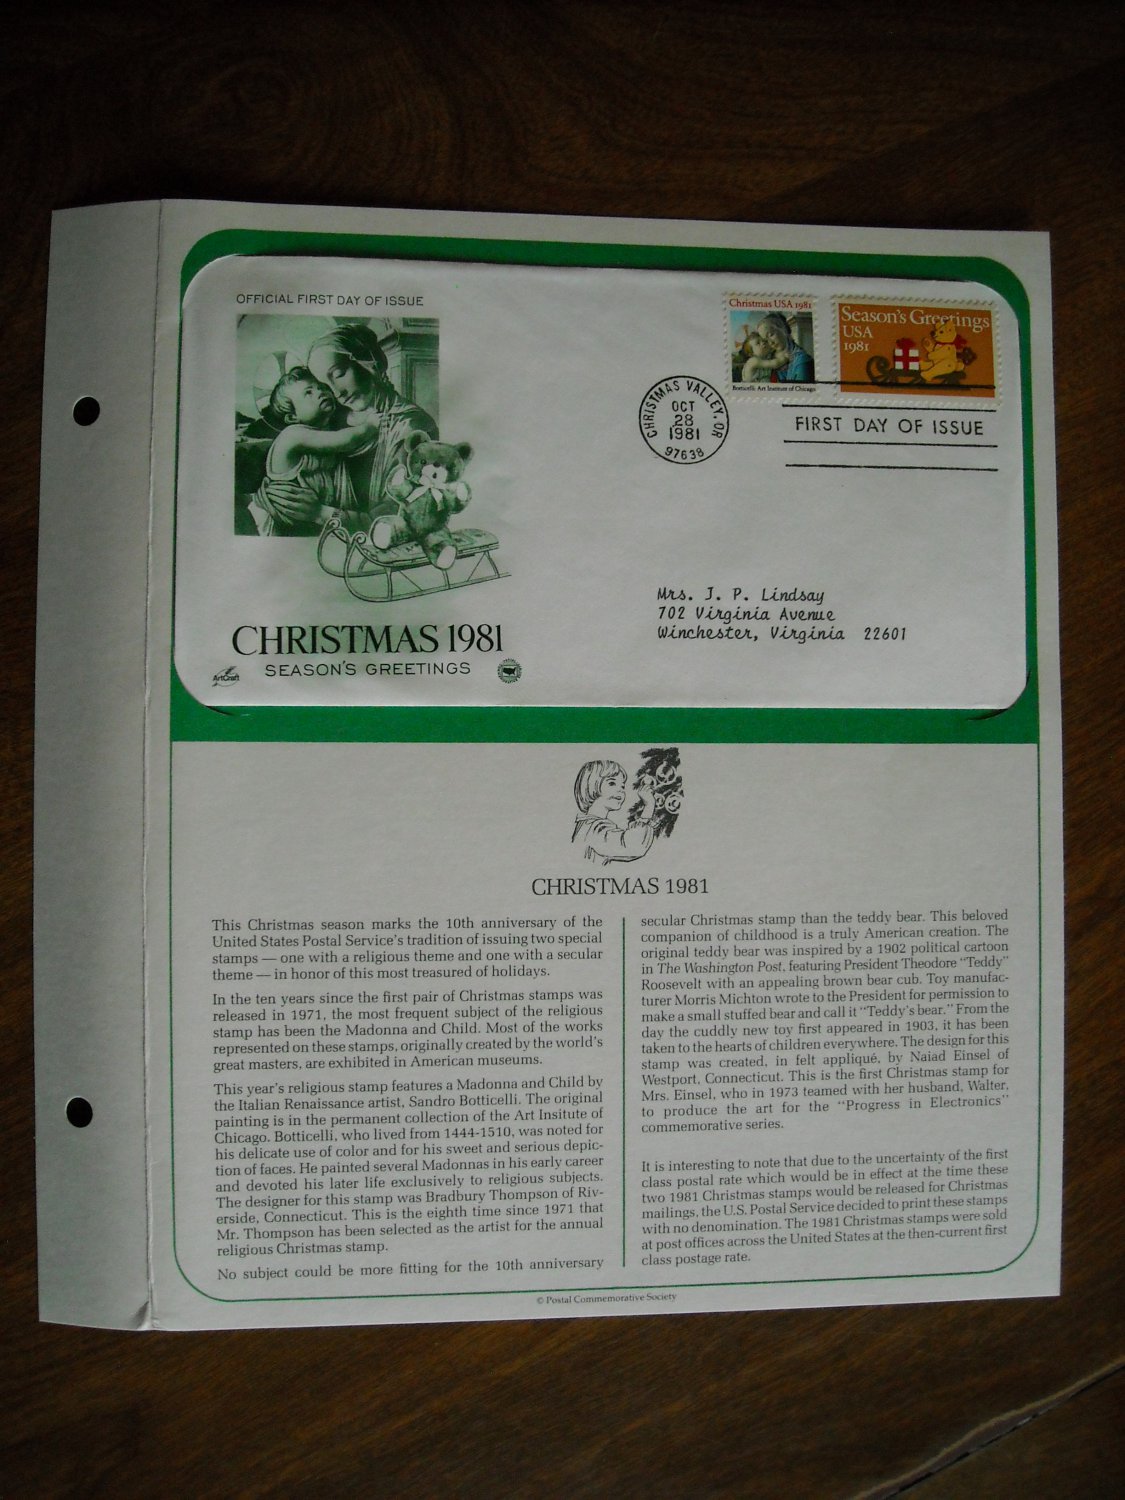 OFFICIAL FIRST DAY OF ISSUE
Christmas USA 1981
Botticelli: Art Institute of Chicago
Season's Greetings
USA
1981
CHRISTMAS VALLEY, OR
OCT
28
1981
97638
FIRST DAY OF ISSUE
Mrs. J. P. Lindsay
702 Virginia Avenue
Winchester, Virginia 22601
CHRISTMAS 1981
SEASON'S GREETINGS
ArtCraft
CHRISTMAS 1981
This Christmas season marks the 10th anniversary of the
United States Postal Service's tradition of issuing two special
stamps — one with a religious theme and one with a secular
theme — in honor of this most treasured of holidays.
In the ten years since the first pair of Christmas stamps was
released in 1971, the most frequent subject of the religious
stamp has been the Madonna and Child. Most of the works
represented on these stamps, originally created by the world's
great masters, are exhibited in American museums.
This year's religious stamp features a Madonna and Child by
the Italian Renaissance artist, Sandro Botticelli. The original
painting is in the permanent collection of the Art Insitute of
Chicago. Botticelli, who lived from 1444-1510, was noted for
his delicate use of color and for his sweet and serious depic-
tion of faces. He painted several Madonnas in his early career
and devoted his later life exclusively to religious subjects.
The designer for this stamp was Bradbury Thompson of Riv-
erside, Connecticut. This is the eighth time since 1971 that
Mr. Thompson has been selected as the artist for the annual
religious Christmas stamp.
No subject could be more fitting for the 10th anniversary
secular Christmas stamp than the teddy bear. This beloved
companion of childhood is a truly American creation. The
original teddy bear was inspired by a 1902 political cartoon
in The Washington Post, featuring President Theodore "Teddy"
Roosevelt with an appealing brown bear cub. Toy manufac-
turer Morris Michton wrote to the President for permission to
make a small stuffed bear and call it "Teddy's bear." From the
day the cuddly new toy first appeared in 1903, it has been
taken to the hearts of children everywhere. The design for this
stamp was created, in felt appliqué, by Naiad Einsel of
Westport, Connecticut. This is the first Christmas stamp for
Mrs. Einsel, who in 1973 teamed with her husband, Walter,
to produce the art for the "Progress in Electronics"
commemorative series.
It is interesting to note that due to the uncertainty of the first
class postal rate which would be in effect at the time these
two 1981 Christmas stamps would be released for Christmas
mailings, the U.S. Postal Service decided to print these stamps
with no denomination. The 1981 Christmas stamps were sold
at post offices across the United States at the then-current first
class postage rate.
© Postal Commemorative Society